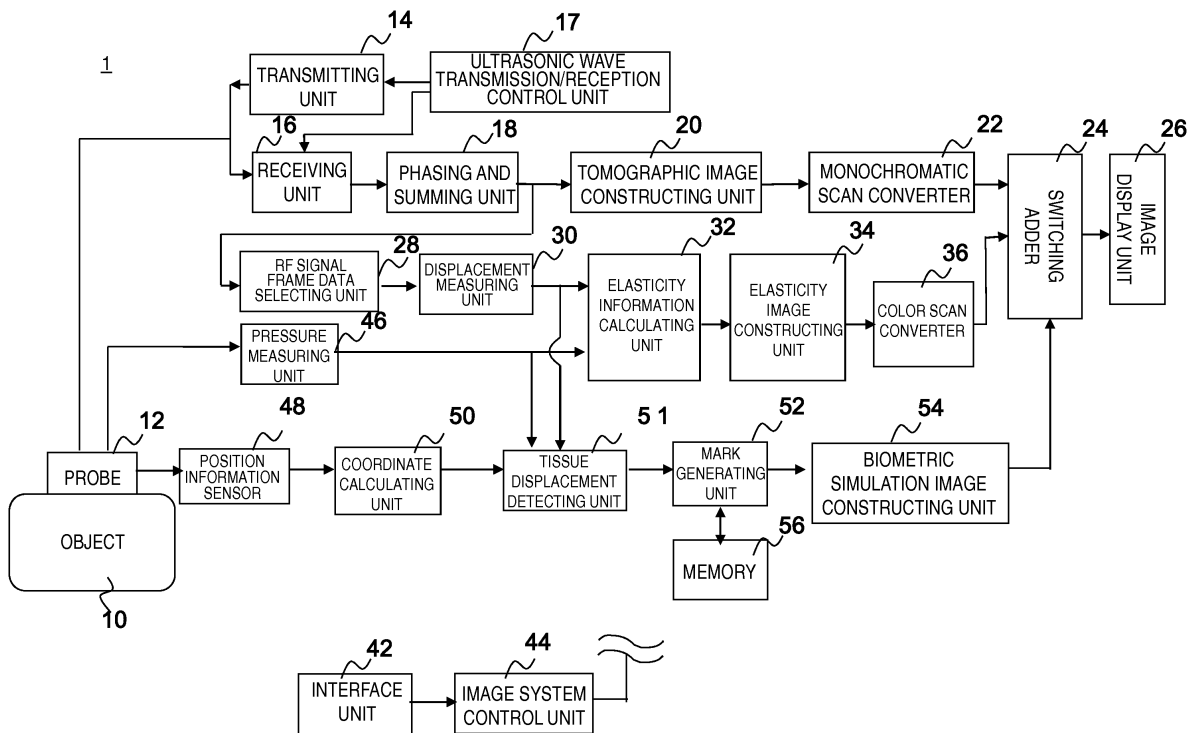 1
14
TRANSMITTING
UNIT
17
ULTRASONIC WAVE
TRANSMISSION/RECEPTION
CONTROL UNIT
16
RECEIVING
UNIT
18
PHASING AND
SUMMING UNIT
20
TOMOGRAPHIC IMAGE
CONSTRUCTING UNIT
22
MONOCHROMATIC
SCAN CONVERTER
24
SWITCHING
ADDER
26
IMAGE
DISPLAY UNIT
28
RF SIGNAL
FRAME DATA
SELECTING UNIT
30
DISPLACEMENT
MEASURING
UNIT
32
ELASTICITY
INFORMATION
CALCULATING
UNIT
34
ELASTICITY
IMAGE
CONSTRUCTING
UNIT
36
COLOR SCAN
CONVERTER
46
PRESSURE
MEASURING
UNIT
12
PROBE
48
POSITION
INFORMATION
SENSOR
50
COORDINATE
CALCULATING
UNIT
5 1
TISSUE
DISPLACEMENT
DETECTING UNIT
52
MARK
GENERATING
UNIT
54
BIOMETRIC
SIMULATION IMAGE
CONSTRUCTING UNIT
OBJECT
10
56
MEMORY
42
INTERFACE
UNIT
44
IMAGE SYSTEM
CONTROL UNIT